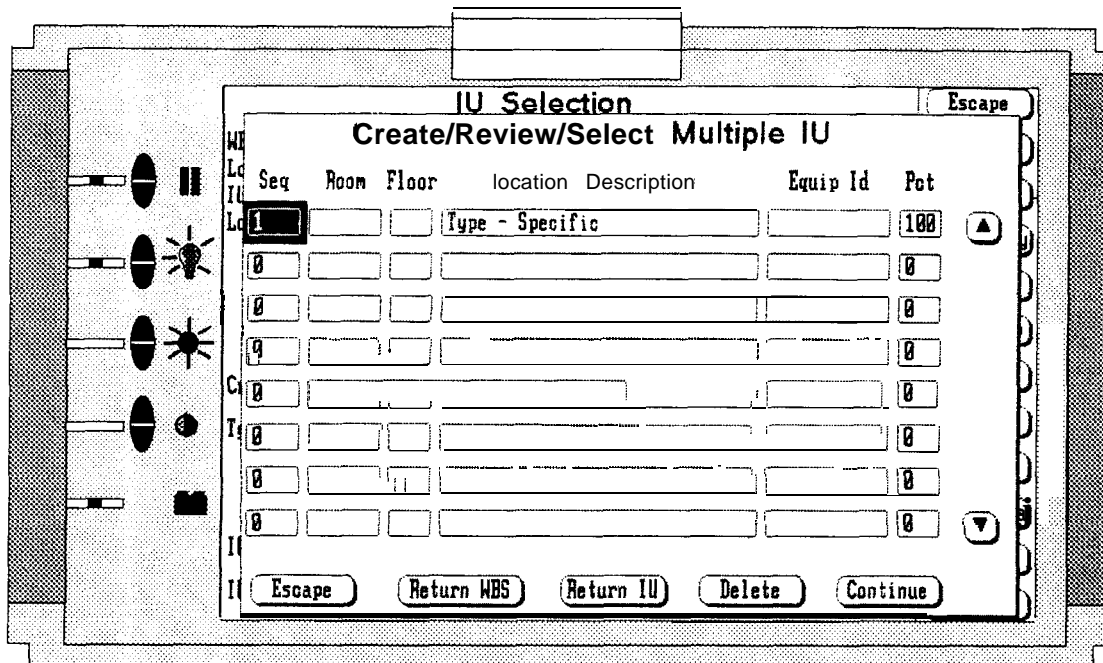 IU Selection
Escape
Create/Review/Select Multiple IU
Seq Room Floor location Description Equip Id Pct
1 Type - Specific 100
0 0
0 0
0
0 0
0 0
0 0
0 0
Escape Return WBS Return IU Delete Continue